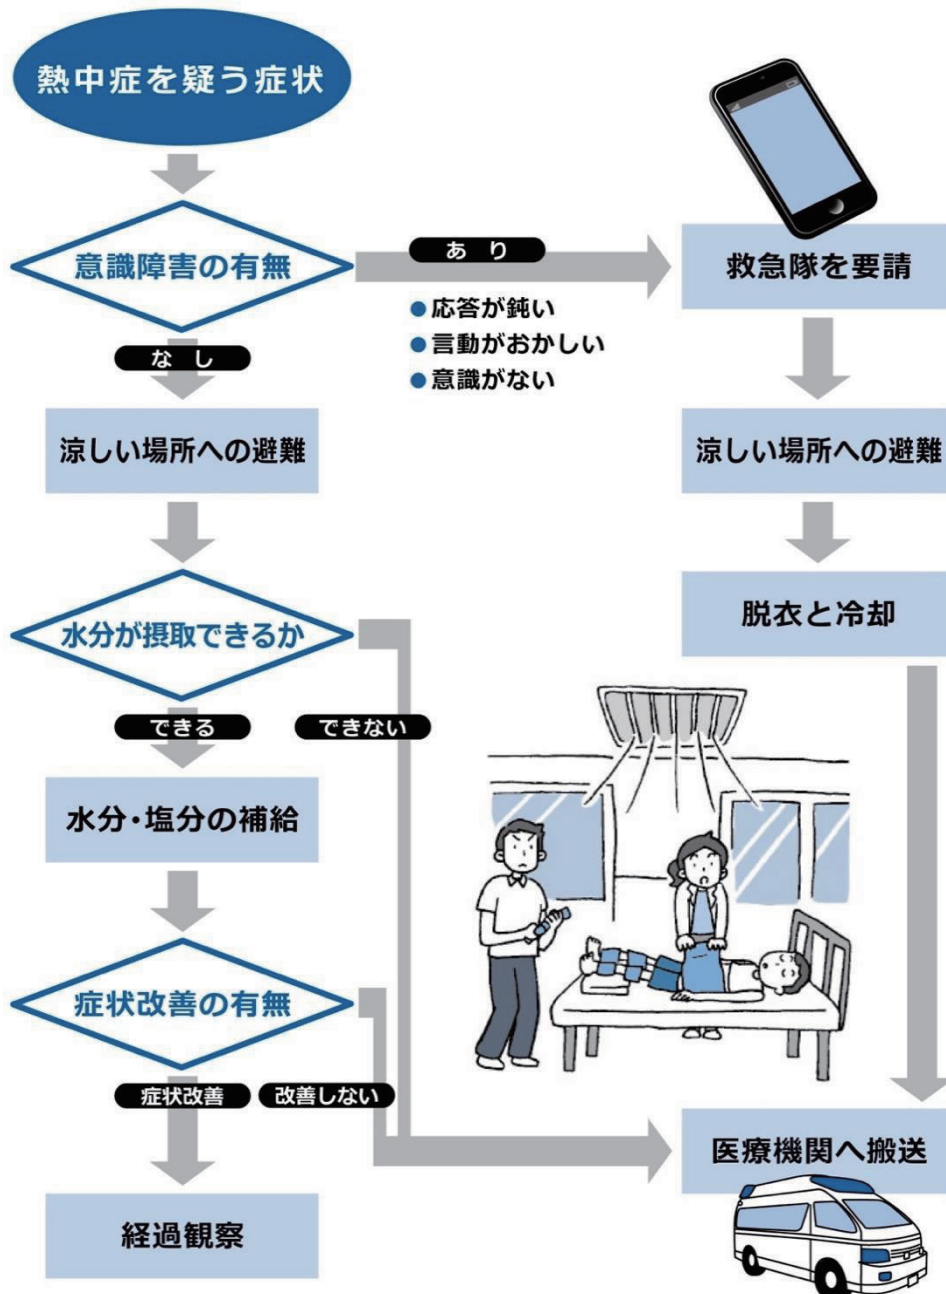 熱中症を疑う症状
意識障害の有無
あり
救急隊を要請
●応答が鈍い
●言動がおかしい
●意識がない
なし
涼しい場所への避難
涼しい場所への避難
水分が摂取できるか
脱衣と冷却
できる
できない
水分・塩分の補給
症状改善の有無
症状改善
改善しない
医療機関へ搬送
経過観察